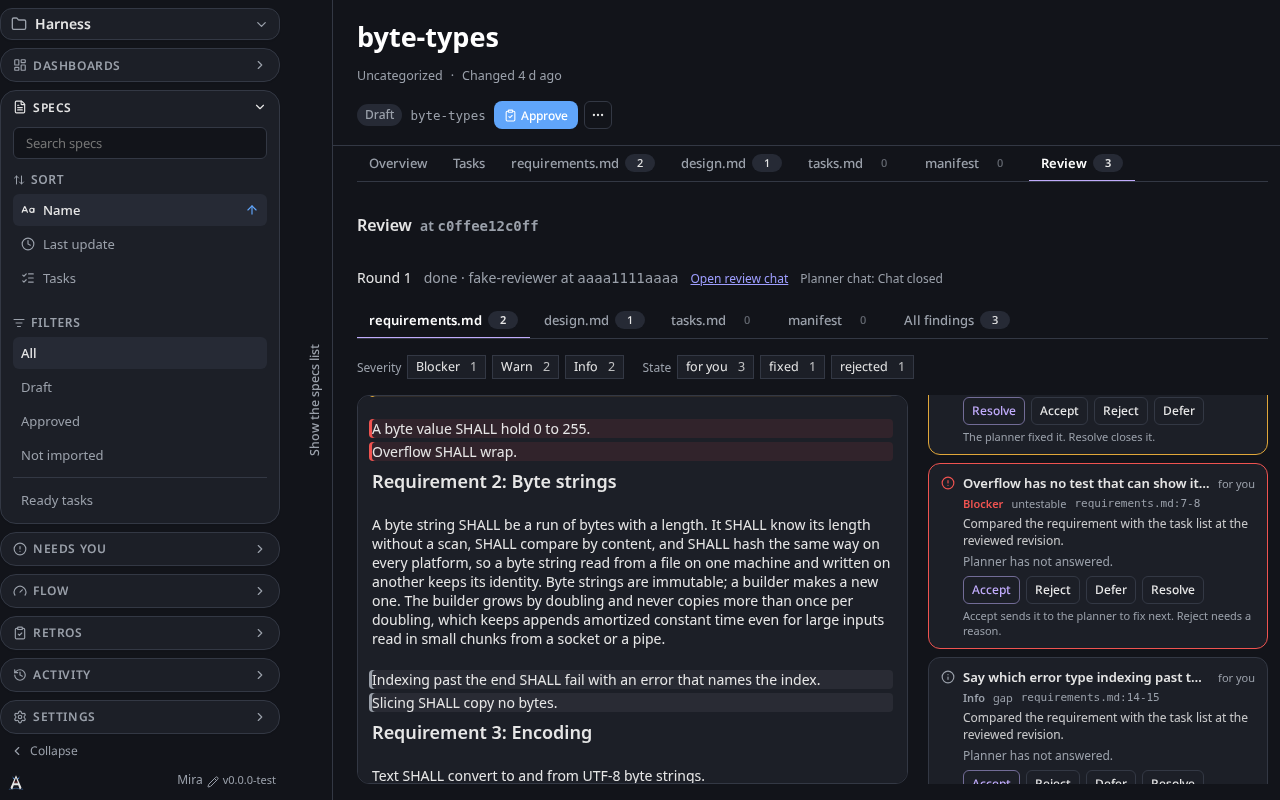 Harness
DASHBOARDS
SPECS
Search specs
SORT
Aa Name
Last update
Tasks
FILTERS
All
Draft
Approved
Not imported
Ready tasks
NEEDS YOU
FLOW
RETROS
ACTIVITY
SETTINGS
Collapse
Mira v0.0.0-test
Show the specs list
byte-types
Uncategorized · Changed 4 d ago
Draft byte-types Approve ···
Overview Tasks requirements.md 2 design.md 1 tasks.md 0 manifest 0 Review 3
Review at c0ffee12c0ff
Round 1 done · fake-reviewer at aaaa1111aaaa Open review chat Planner chat: Chat closed
requirements.md 2 design.md 1 tasks.md 0 manifest 0 All findings 3
Severity Blocker 1 Warn 2 Info 2 State for you 3 fixed 1 rejected 1
A byte value SHALL hold 0 to 255.
Overflow SHALL wrap.
Requirement 2: Byte strings
A byte string SHALL be a run of bytes with a length. It SHALL know its length
without a scan, SHALL compare by content, and SHALL hash the same way on
every platform, so a byte string read from a file on one machine and written on
another keeps its identity. Byte strings are immutable; a builder makes a new
one. The builder grows by doubling and never copies more than once per
doubling, which keeps appends amortized constant time even for large inputs
read in small chunks from a socket or a pipe.
Indexing past the end SHALL fail with an error that names the index.
Slicing SHALL copy no bytes.
Requirement 3: Encoding
Text SHALL convert to and from UTF-8 byte strings.
Resolve Accept Reject Defer
The planner fixed it. Resolve closes it.
Overflow has no test that can show it... for you
Blocker untestable requirements.md:7-8
Compared the requirement with the task list at the
reviewed revision.
Planner has not answered.
Accept Reject Defer Resolve
Accept sends it to the planner to fix next. Reject needs a
reason.
Say which error type indexing past t... for you
Info gap requirements.md:14-15
Compared the requirement with the task list at the
reviewed revision.
Planner has not answered.
Accept Reject Defer Resolve